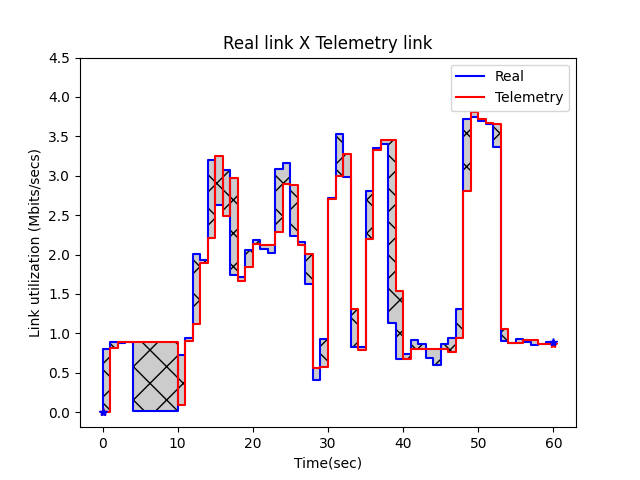 Real link X Telemetry link
Real
Telemetry
Link utilization (Mbits/secs)
4.5
4.0
3.5
3.0
2.5
2.0
1.5
1.0
0.5
0.0
0 10 20 30 40 50 60
Time(sec)